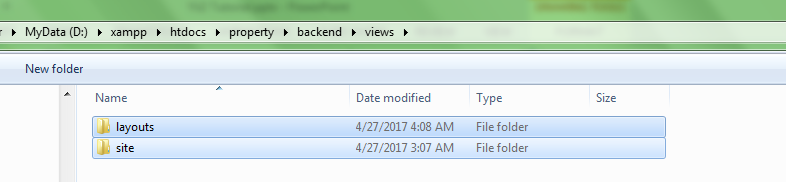 MyData (D:) ▸ xampp ▸ htdocs ▸ property ▸ backend ▸ views ▸
New folder
Name Date modified Type Size
layouts 4/27/2017 4:08 AM File folder
site 4/27/2017 3:07 AM File folder